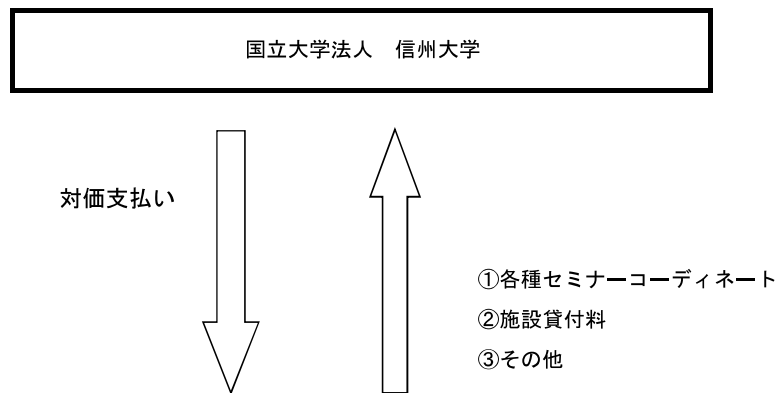 国立大学法人　信州大学
対価支払い
①各種セミナーコーディネート
②施設貸付料
③その他